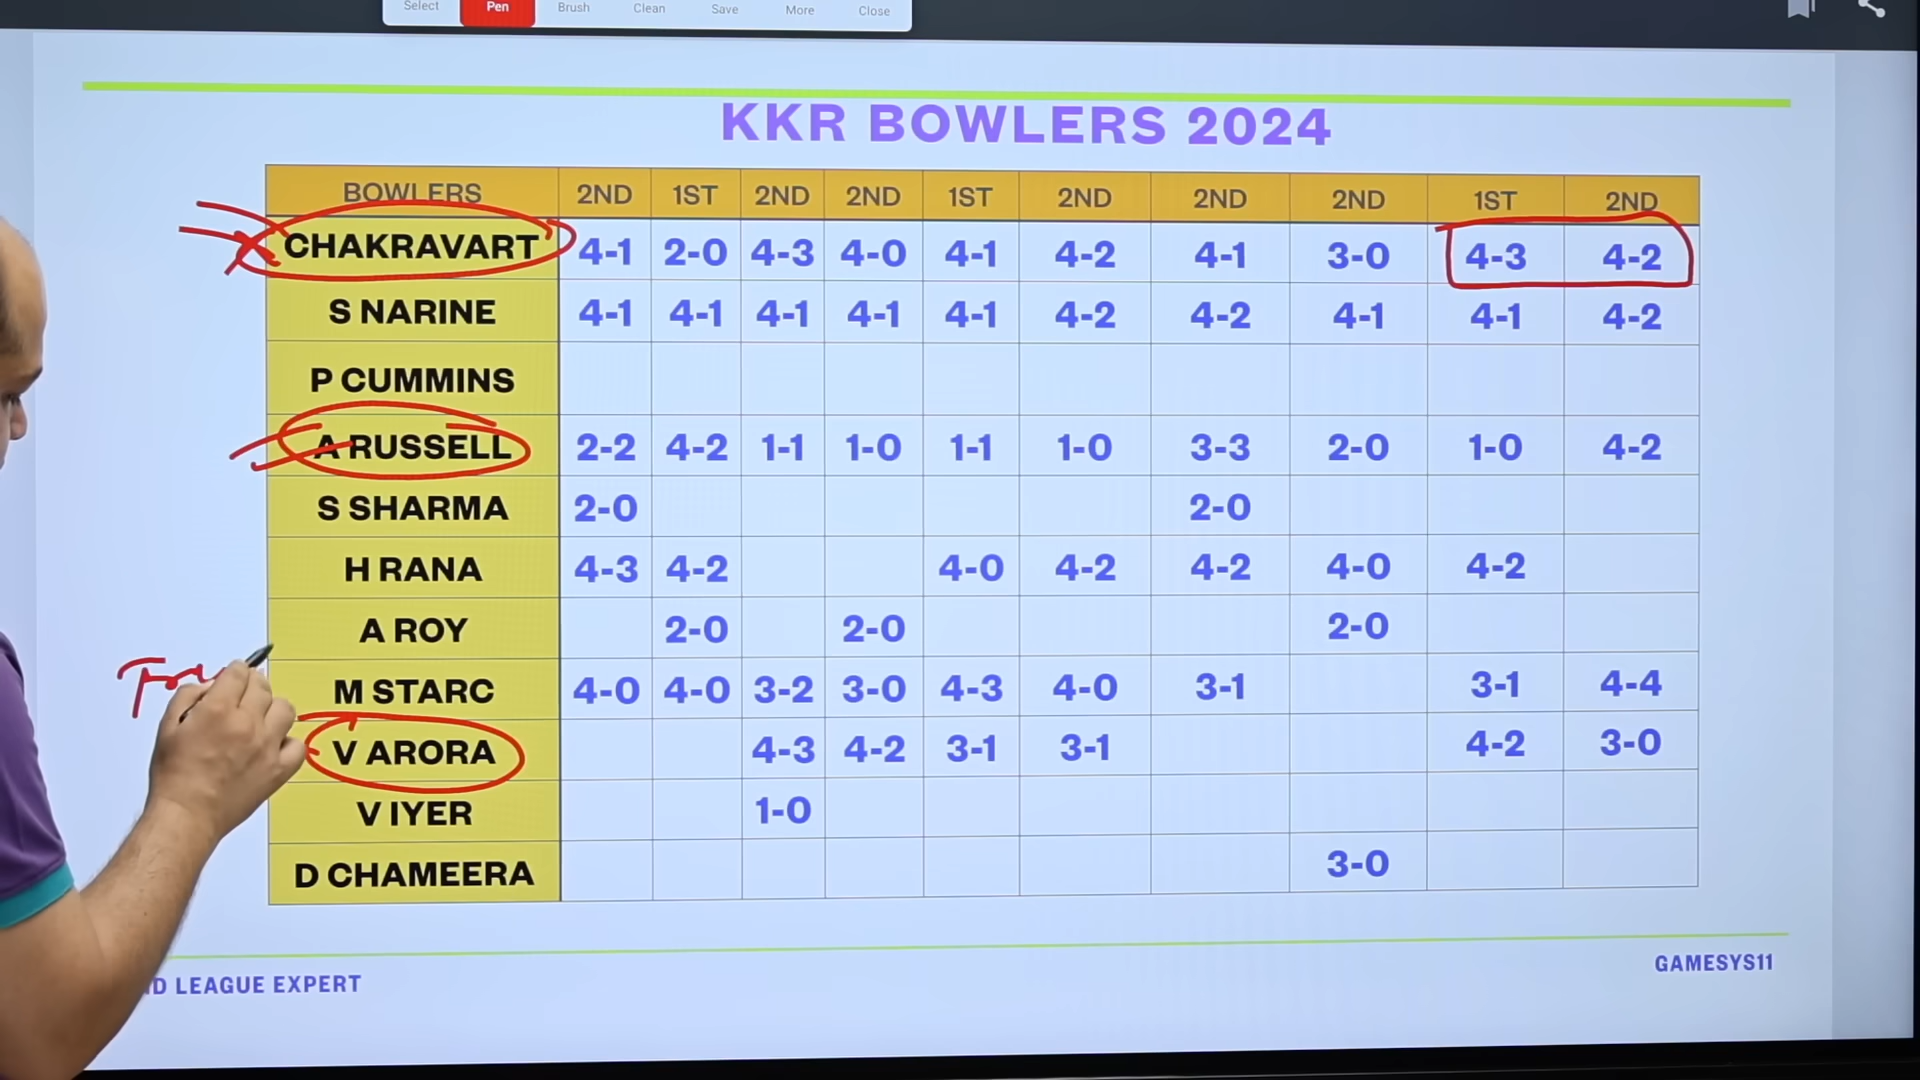 Select Pen Brush Clean Save More Close
KKR BOWLERS 2024
BOWLERS 2ND 1ST 2ND 2ND 1ST 2ND 2ND 2ND 1ST 2ND
CHAKRAVART 4-1 2-0 4-3 4-0 4-1 4-2 4-1 3-0 4-3 4-2
S NARINE 4-1 4-1 4-1 4-1 4-1 4-2 4-2 4-1 4-1 4-2
P CUMMINS
A RUSSELL 2-2 4-2 1-1 1-0 1-1 1-0 3-3 2-0 1-0 4-2
S SHARMA 2-0 2-0
H RANA 4-3 4-2 4-0 4-2 4-2 4-0 4-2
A ROY 2-0 2-0 2-0
M STARC 4-0 4-0 3-2 3-0 4-3 4-0 3-1 3-1 4-4
V ARORA 4-3 4-2 3-1 3-1 4-2 3-0
V IYER 1-0
D CHAMEERA 3-0
LEAGUE EXPERT
GAMESYS11